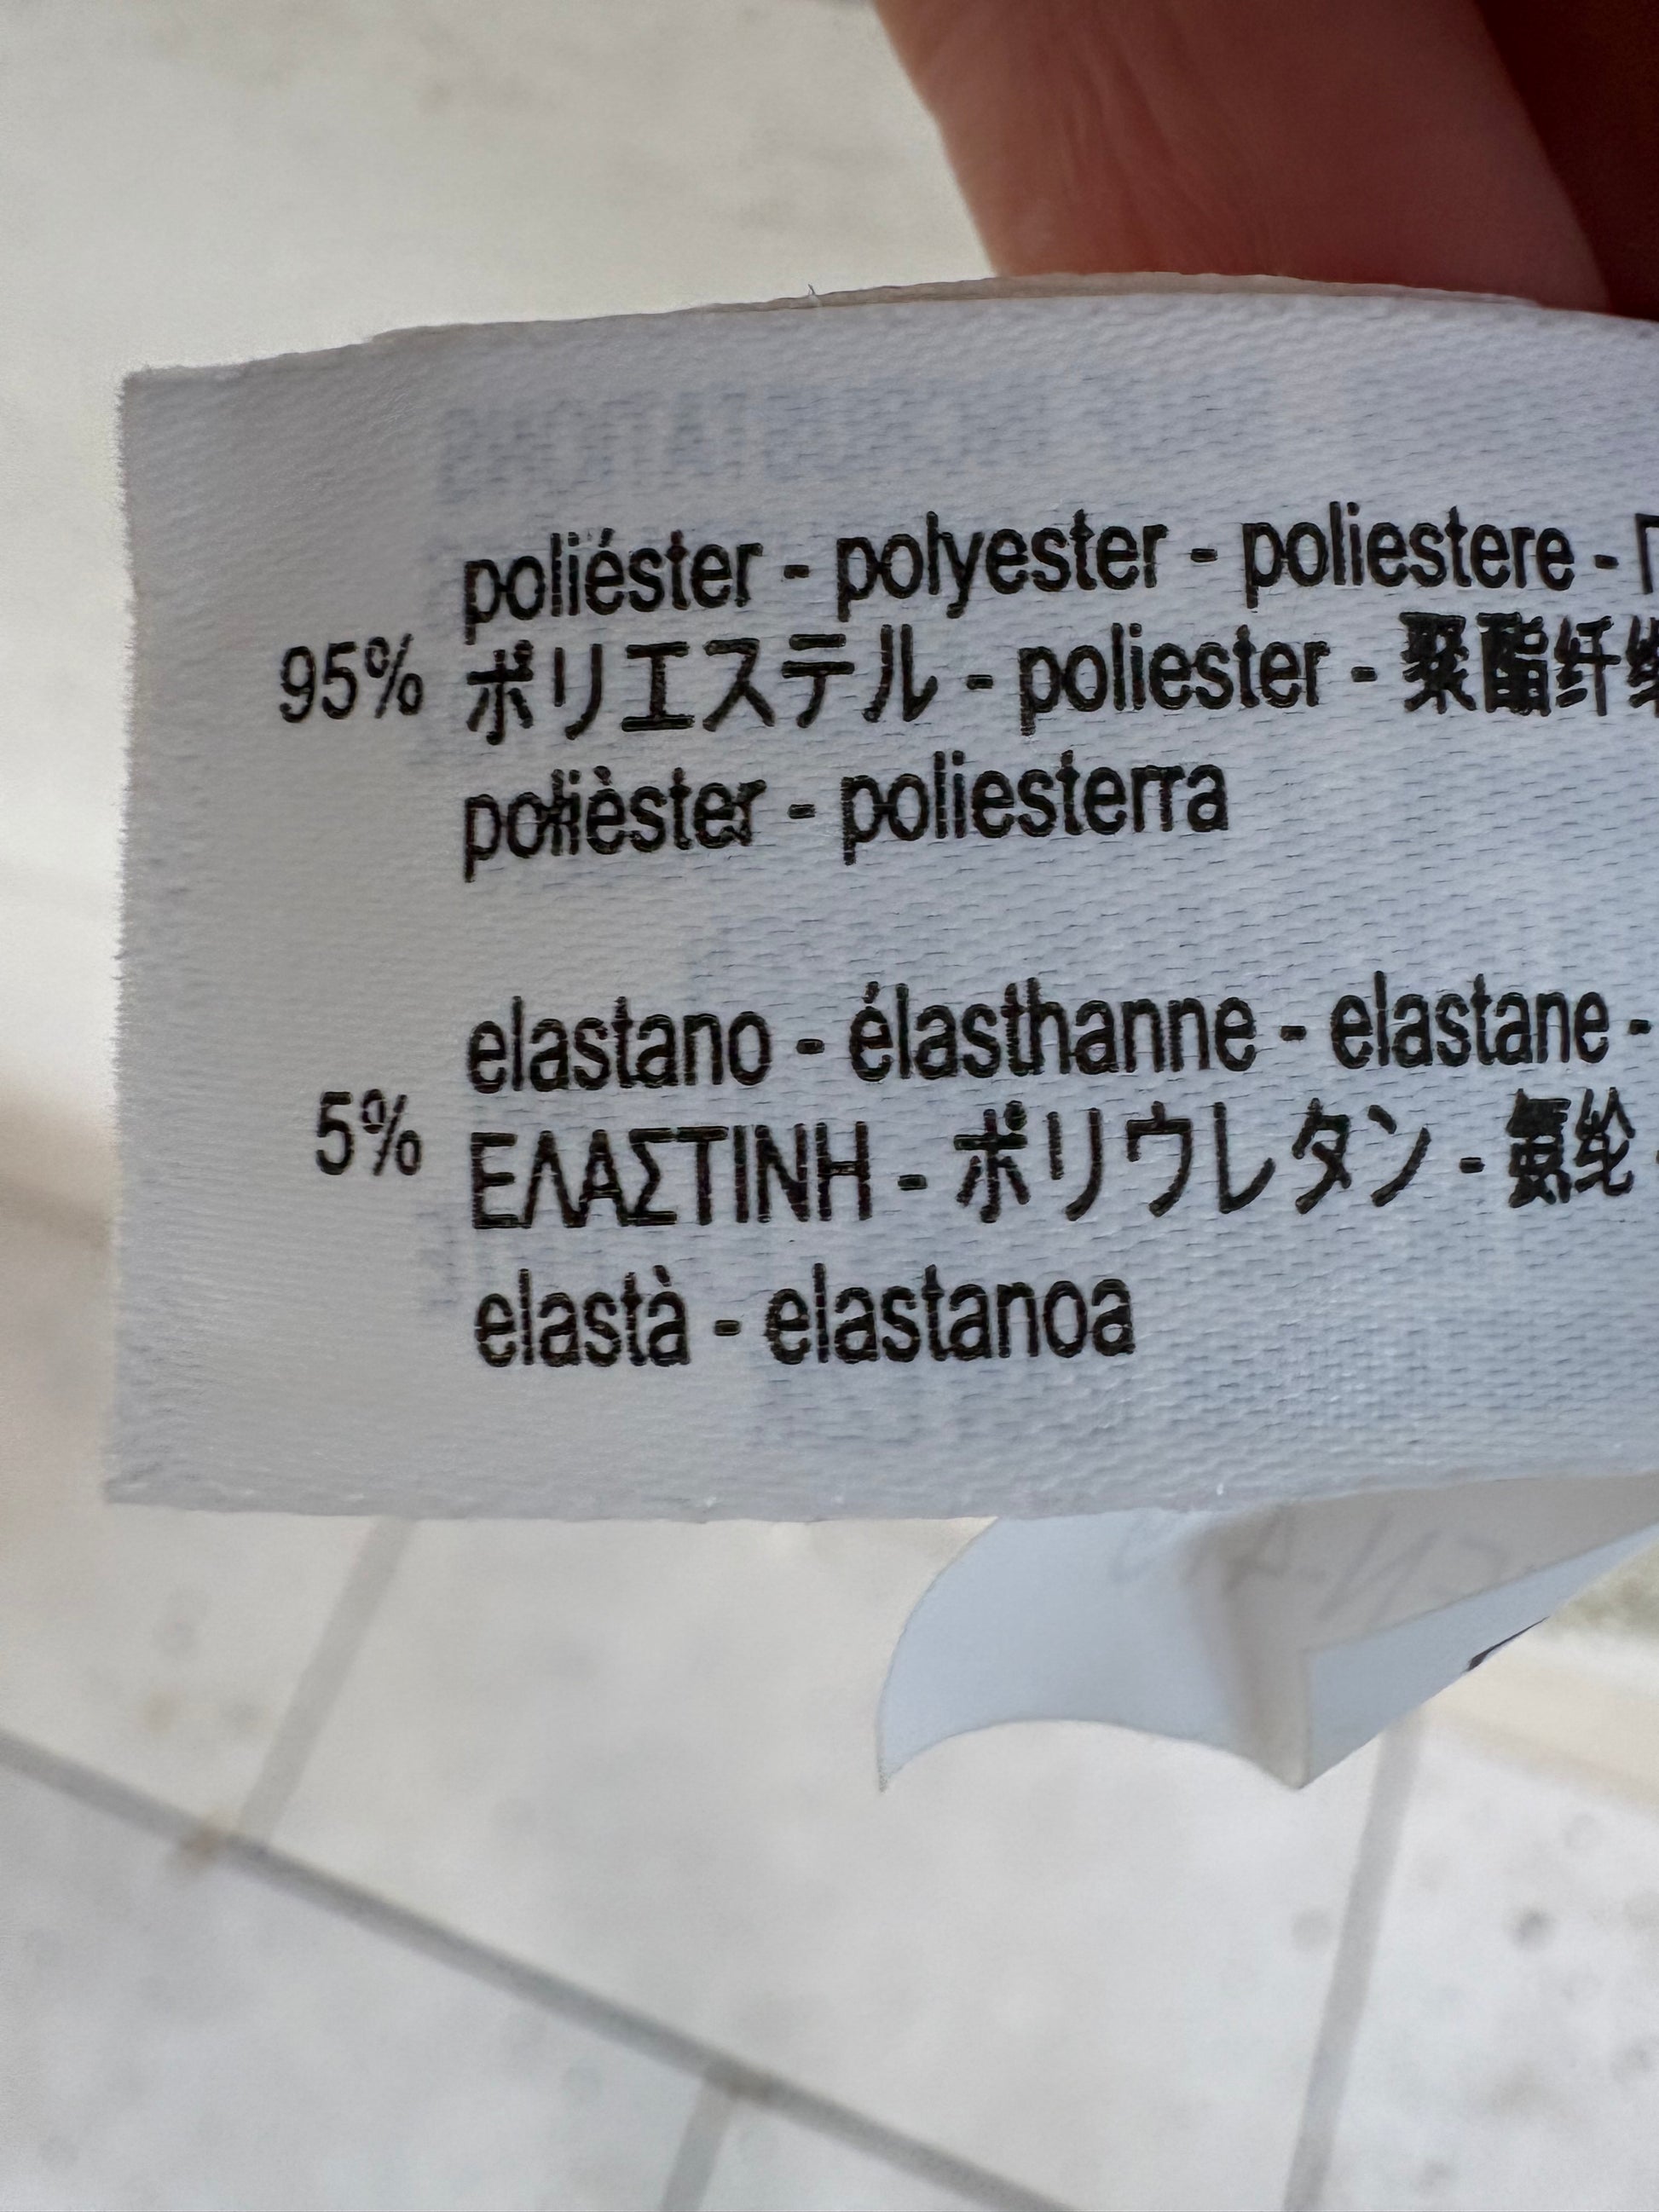 poliéster - polyester - poliestere -
95% ポリエステル - poliester - 聚酯纤维
polièster - poliesterra
elastano - élasthanne - elastane -
5% ΕΛΑΣΤΙΝΗ - ポリウレタン - 氨纶 -
elastà - elastanoa